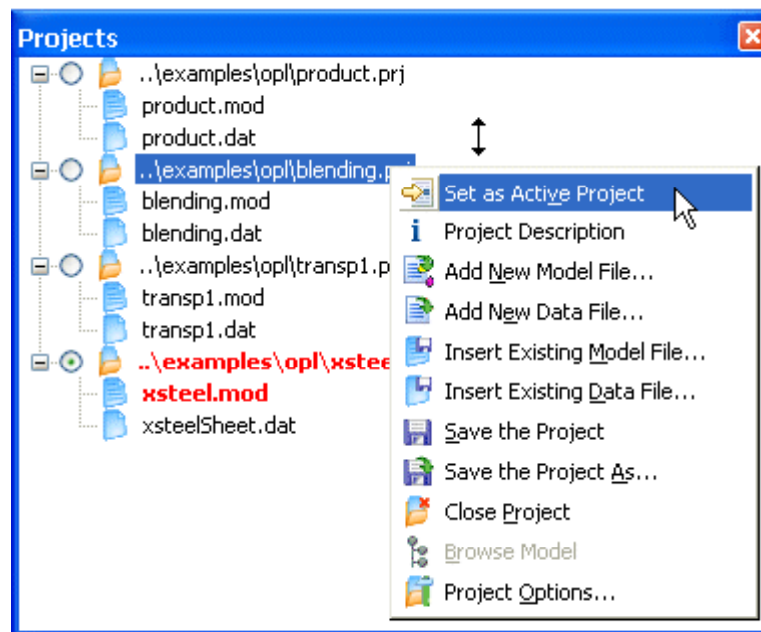 Projects
..\examples\opl\product.prj
product.mod
product.dat
..\examples\opl\blending.
blending.mod
blending.dat
..\examples\opl\transp1.p
transp1.mod
transp1.dat
..\examples\opl\xstee
xsteel.mod
xsteelSheet.dat
Set as Active Project
Project Description
Add New Model File...
Add New Data File...
Insert Existing Model File...
Insert Existing Data File...
Save the Project
Save the Project As...
Close Project
Browse Model
Project Options...